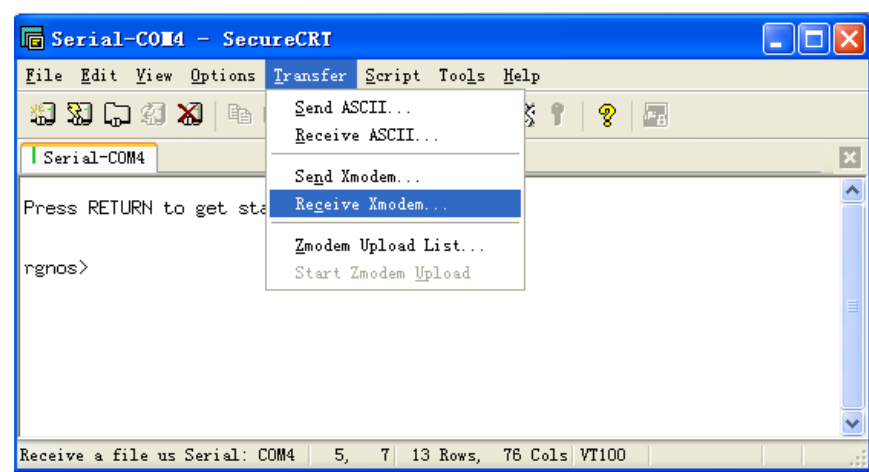 Serial-COM4 - SecureCRT
File Edit View Options Transfer Script Tools Help
Send ASCII...
Receive ASCII...
Serial-COM4
Send Xmodem...
Press RETURN to get
Receive Xmodem...
Zmodem Upload List...
rgnos>
Start Zmodem Upload
Receive a file us Serial: COM4 5, 7 13 Rows, 76 Cols VT100